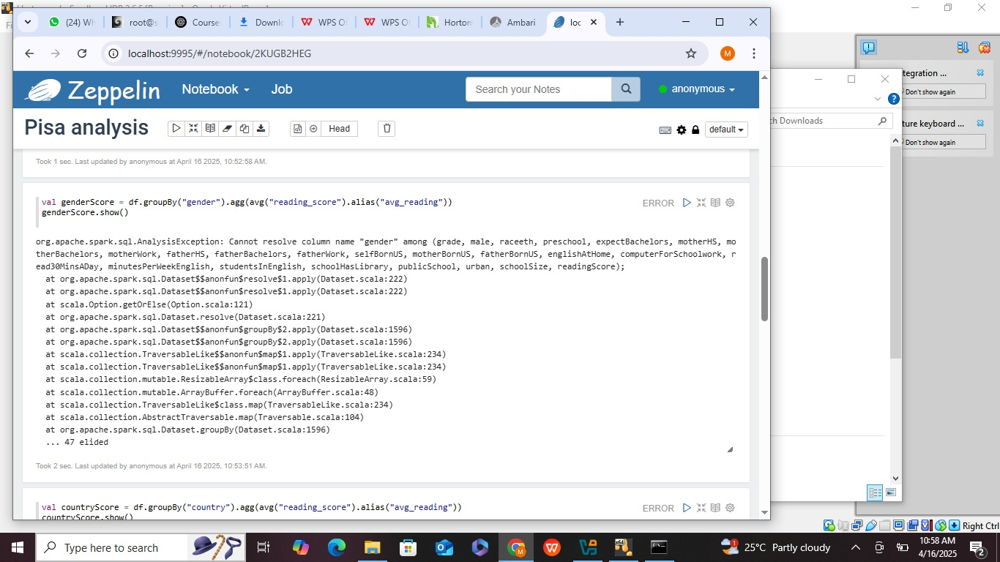 (24) Wh
root@s
Course
Downlo
WPS O
WPS O
Horton
Ambari
loc
localhost:9995/#/notebook/2KUGB2HEG
M
Zeppelin
Notebook
Job
Search your Notes
anonymous
Pisa analysis
Head
default
Took 1 sec. Last updated by anonymous at April 16 2025, 10:52:58 AM.
val genderScore = df.groupBy("gender").agg(avg("reading_score").alias("avg_reading"))
genderScore.show()
ERROR
org.apache.spark.sql.AnalysisException: Cannot resolve column name "gender" among (grade, male, raceeth, preschool, expectBachelors, motherHS, mo
therBachelors, motherWork, fatherHS, fatherBachelors, fatherWork, selfBornUS, motherBornUS, fatherBornUS, englishAtHome, computerForSchoolwork, r
ead30MinsADay, minutesPerWeekEnglish, studentsInEnglish, schoolHasLibrary, publicSchool, urban, schoolSize, readingScore);
at org.apache.spark.sql.Dataset$$anonfun$resolve$1.apply(Dataset.scala:222)
at org.apache.spark.sql.Dataset$$anonfun$resolve$1.apply(Dataset.scala:222)
at scala.Option.getOrElse(Option.scala:121)
at org.apache.spark.sql.Dataset.resolve(Dataset.scala:221)
at org.apache.spark.sql.Dataset$$anonfun$groupBy$2.apply(Dataset.scala:1596)
at org.apache.spark.sql.Dataset$$anonfun$groupBy$2.apply(Dataset.scala:1596)
at scala.collection.TraversableLike$$anonfun$map$1.apply(TraversableLike.scala:234)
at scala.collection.TraversableLike$$anonfun$map$1.apply(TraversableLike.scala:234)
at scala.collection.mutable.ResizableArray$class.foreach(ResizableArray.scala:59)
at scala.collection.mutable.ArrayBuffer.foreach(ArrayBuffer.scala:48)
at scala.collection.TraversableLike$class.map(TraversableLike.scala:234)
at scala.collection.AbstractTraversable.map(Traversable.scala:104)
at org.apache.spark.sql.Dataset.groupBy(Dataset.scala:1596)
... 47 elided
Took 2 sec. Last updated by anonymous at April 16 2025, 10:53:51 AM.
val countryScore = df.groupBy("country").agg(avg("reading_score").alias("avg_reading"))
countryScore.show()
ERROR
tegration ...
Don't show again
ch Downloads
ture keyboard ...
Don't show again
Right Ctrl
Type here to search
25°C Partly cloudy
10:58 AM
4/16/2025
2